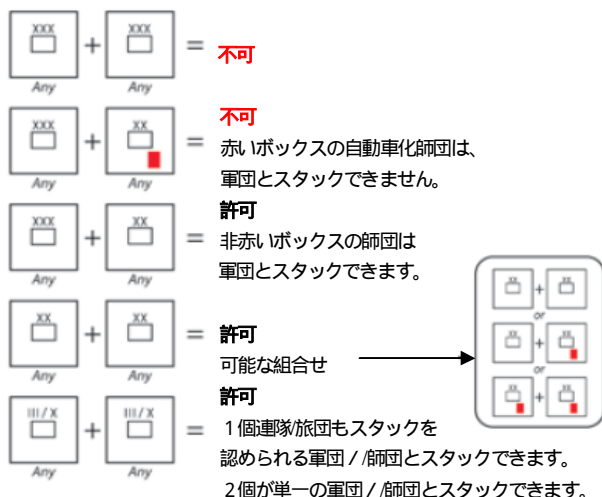 XXX + XXX = 不可
Any Any
不可
XXX + XX = 赤いボックスの自動車化師団は、
軍団とスタックできません。
Any Any
許可
XXX + XX = 非赤いボックスの師団は
軍団とスタックできます。
Any Any
XX + XX = 許可
可能な組合せ
Any Any
XX + XX
or
XX + XX
or
XX + XX
許可
III / X + III / X = 1個連隊/旅団もスタックを
認められる軍団//師団とスタックできます。
Any Any
2個が単一の軍団//師団とスタックできます。